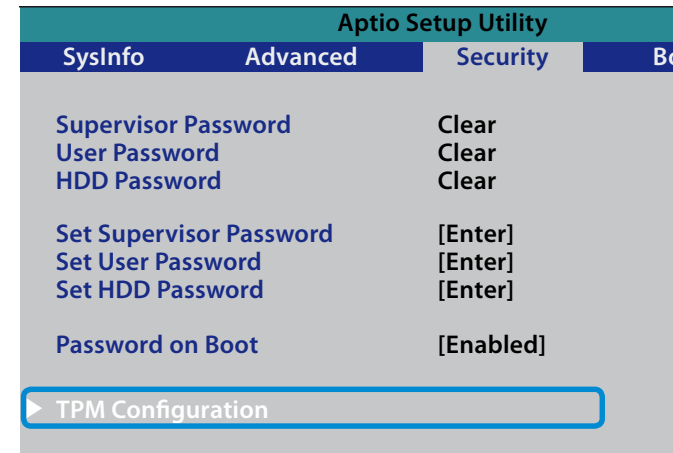 Aptio Setup Utility
SysInfo Advanced Security
Supervisor Password Clear
User Password Clear
HDD Password Clear
Set Supervisor Password [Enter]
Set User Password [Enter]
Set HDD Password [Enter]
Password on Boot [Enabled]
TPM Configuration